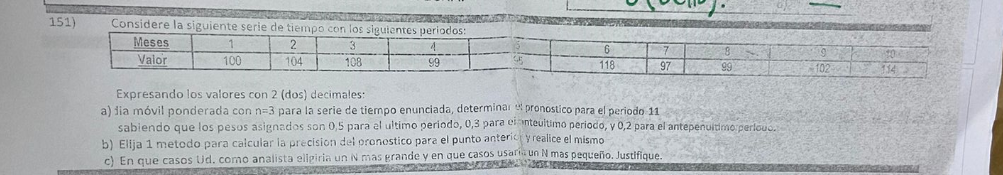 151) Considere la siguiente serie de tiempo con los siguientes periodos:
Meses 1 2 3 4 5 6 7 8 9 10
Valor 100 104 108 99 118 97 99 102 114
Expresando los valores con 2 (dos) decimales:
a) móvil ponderada con n=3 para la serie de tiempo enunciada, determinar el pronostico para el periodo 11
sabiendo que los pesos asignados son 0,5 para el ultimo periodo, 0,3 para el anteultimo periodo, y 0,2 para el antepenultimo periodo.
b) Elija 1 metodo para calcular la precision del pronostico para el punto anterior y realice el mismo
c) En que casos Ud. como analista eligiria un N mas grande y en que casos usaria un N mas pequeño. Justifique.